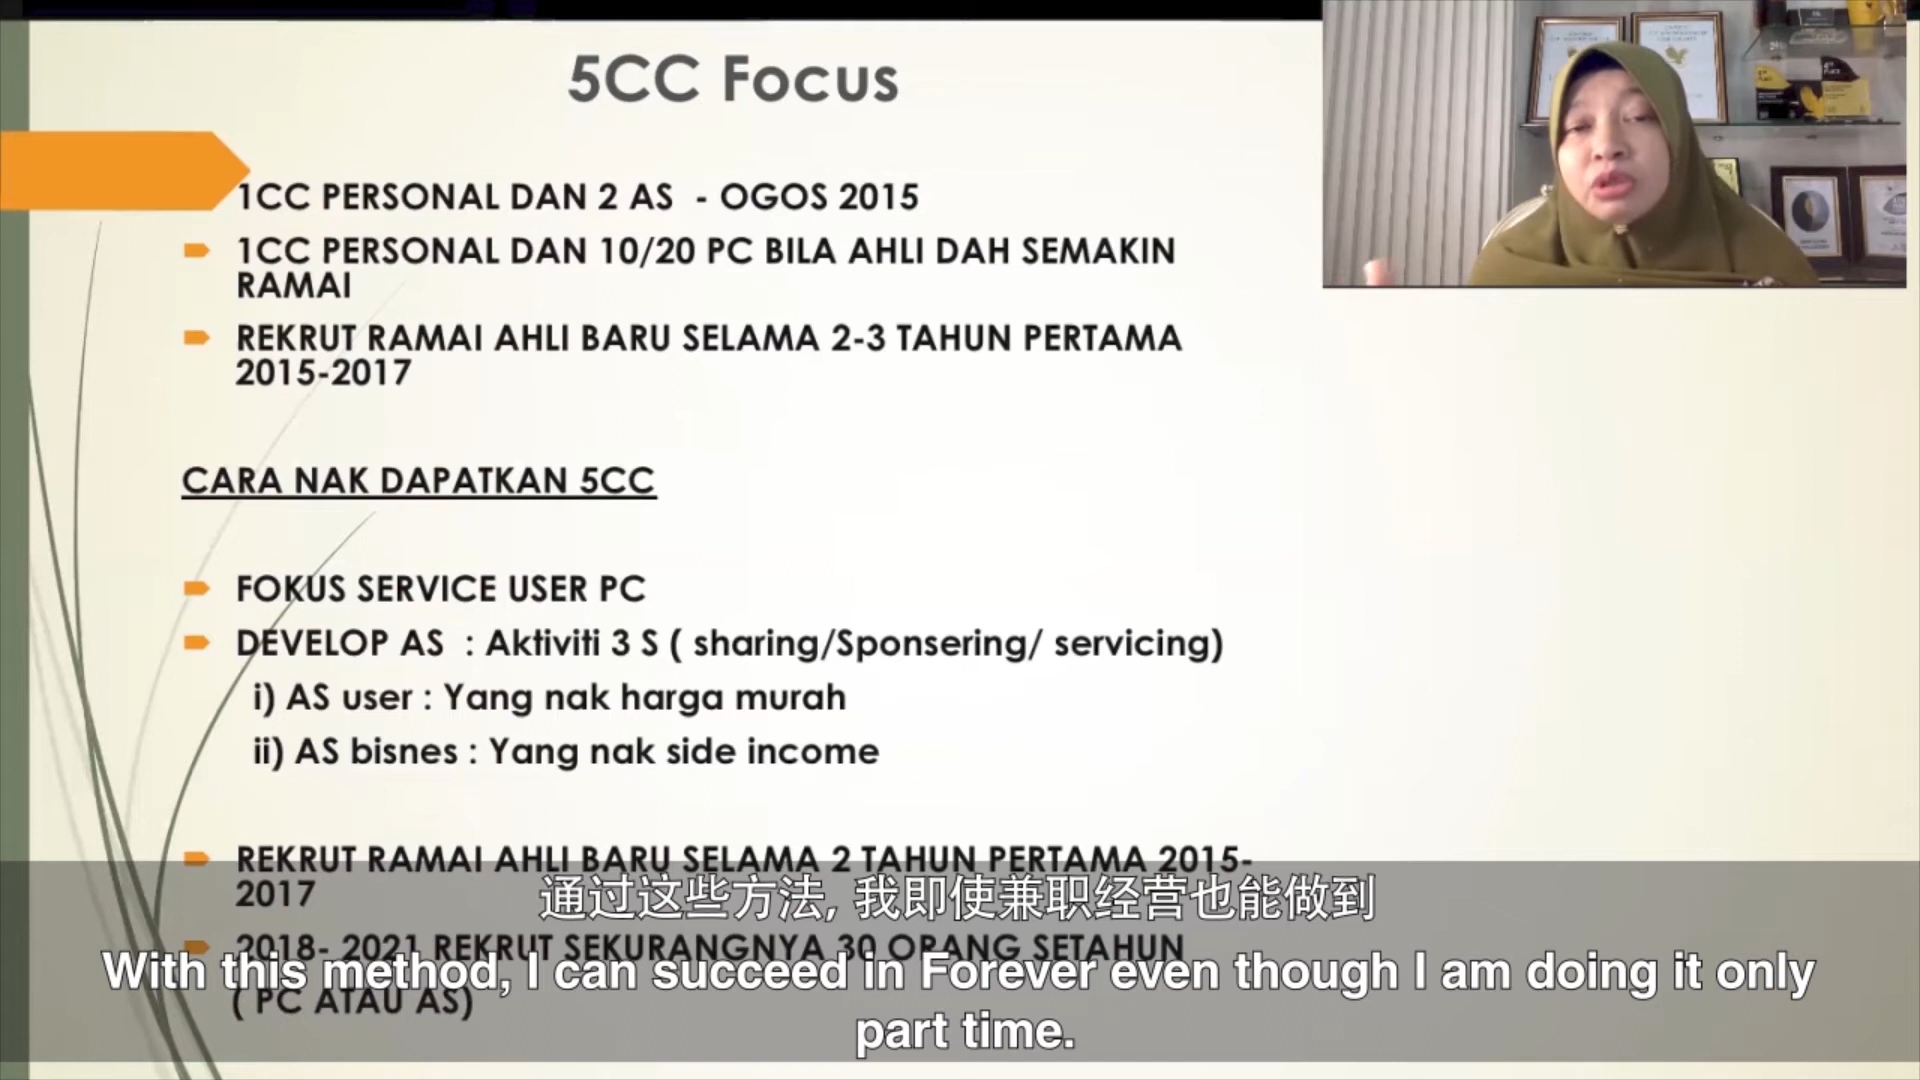 5CC Focus
1CC PERSONAL DAN 2 AS - OGOS 2015
1CC PERSONAL DAN 10/20 PC BILA AHLI DAH SEMAKIN
RAMAI
REKRUT RAMAI AHLI BARU SELAMA 2-3 TAHUN PERTAMA
2015-2017
CARA NAK DAPATKAN 5CC
FOKUS SERVICE USER PC
DEVELOP AS : Aktiviti 3 S ( sharing/Sponsering/ servicing)
i) AS user : Yang nak harga murah
ii) AS bisnes : Yang nak side income
REKRUT RAMAI AHLI BARU SELAMA 2 TAHUN PERTAMA 2015-
2017
2018- 2021 REKRUT SEKURANGNYA 30 ORANG SETAHUN
( PC ATAU AS)
通过这些方法, 我即使兼职经营也能做到
With this method, I can succeed in Forever even though I am doing it only
part time.